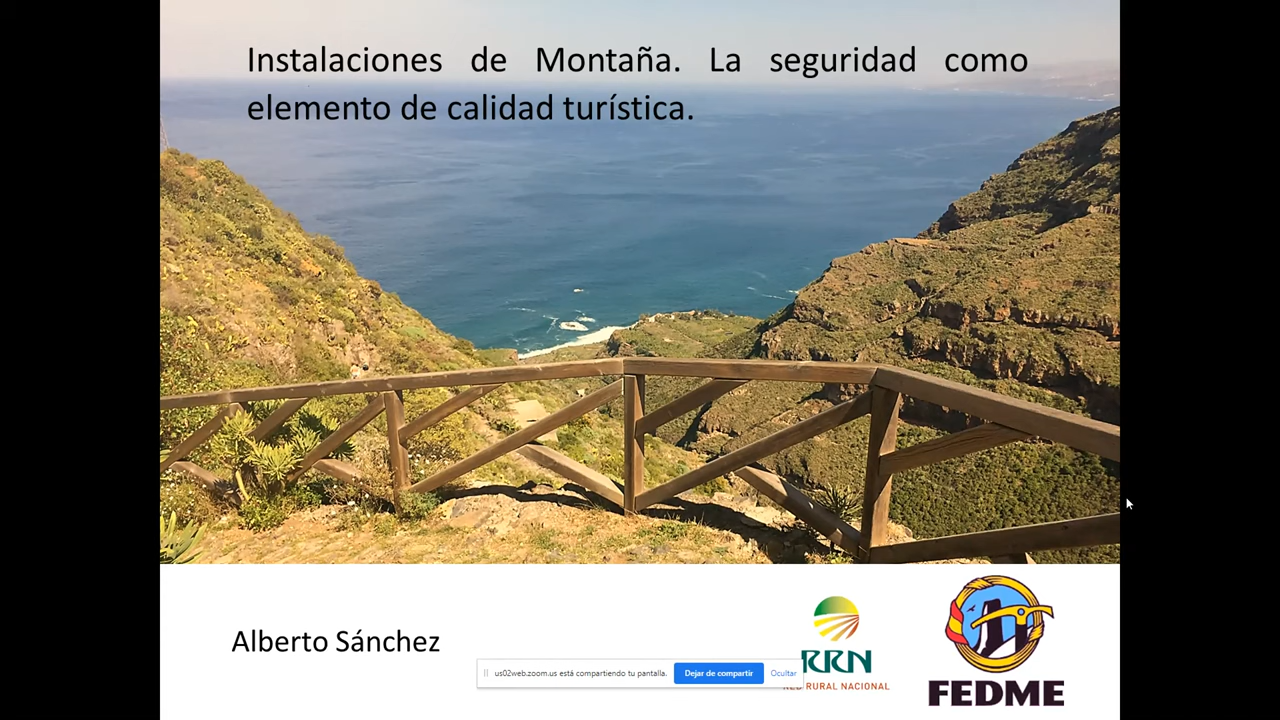 Instalaciones de Montaña. La seguridad como
elemento de calidad turística.
Alberto Sánchez
us02web.zoom.us está compartiendo tu pantalla.
Dejar de compartir
Ocultar
RRN
RED RURAL NACIONAL
FEDME